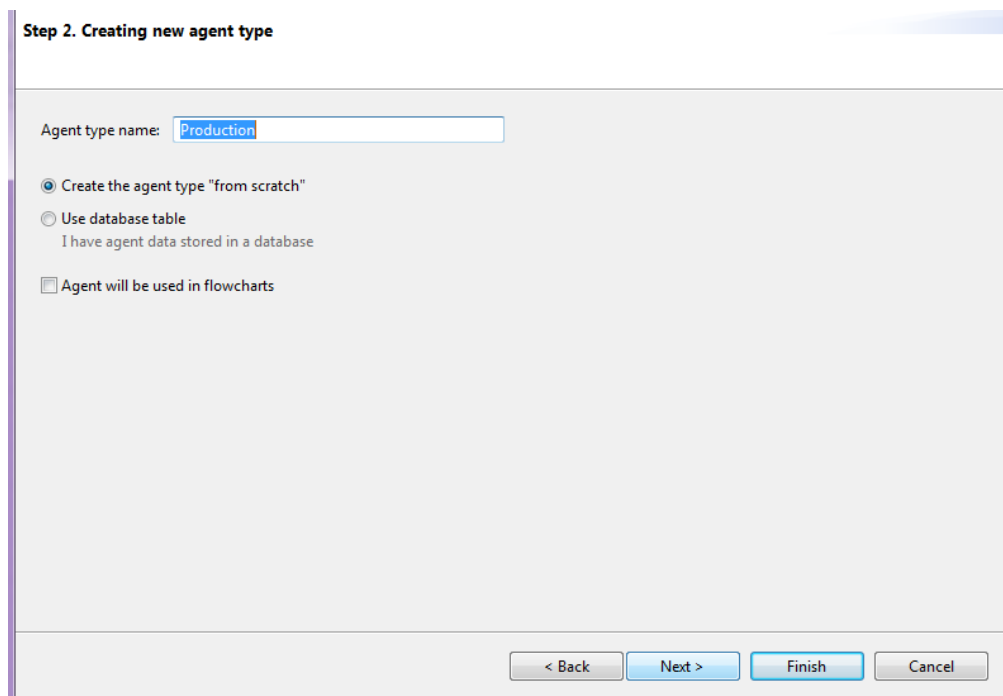 Step 2. Creating new agent type
Agent type name: Production
Create the agent type "from scratch"
Use database table
I have agent data stored in a database
Agent will be used in flowcharts
< Back Next > Finish Cancel